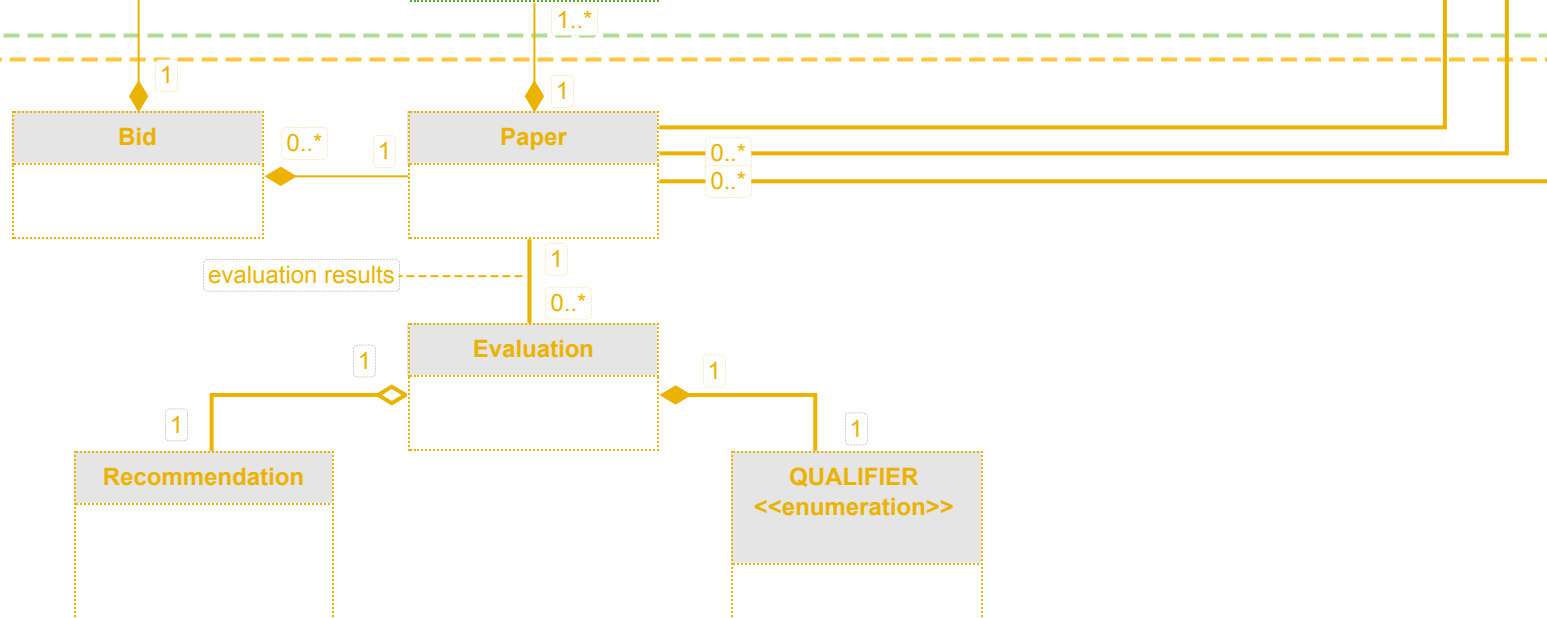 1..*
1
1
Bid
0..*
1
Paper
0..*
0..*
1
evaluation results
0..*
Evaluation
1
1
1
1
Recommendation
QUALIFIER
<<enumeration>>